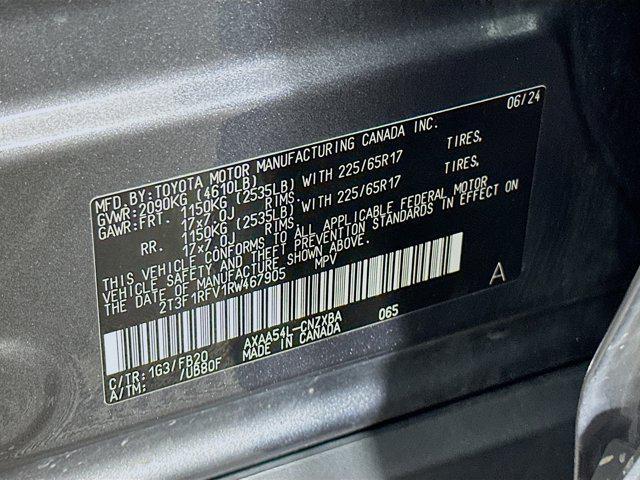 06/24
MFD. BY: TOYOTA MOTOR MANUFACTURING CANADA INC.
GVWR: 2090KG (4610LB)
GAWR: FRT. 1150KG (2535LB) WITH 225/65R17 TIRES,
17x7.0J RIMS.
RR. 1150KG (2535LB) WITH 225/65R17 TIRES,
17x7.0J RIMS.
THIS VEHICLE CONFORMS TO ALL APPLICABLE FEDERAL MOTOR
VEHICLE SAFETY AND THEFT PREVENTION STANDARDS IN EFFECT ON
THE DATE OF MANUFACTURE SHOWN ABOVE.
2T3F1RFV1RW467905 MPV
A
C/TR: 1G3/FB20 AXAA54L-CNZXBA 065
A/TM: /U680F MADE IN CANADA